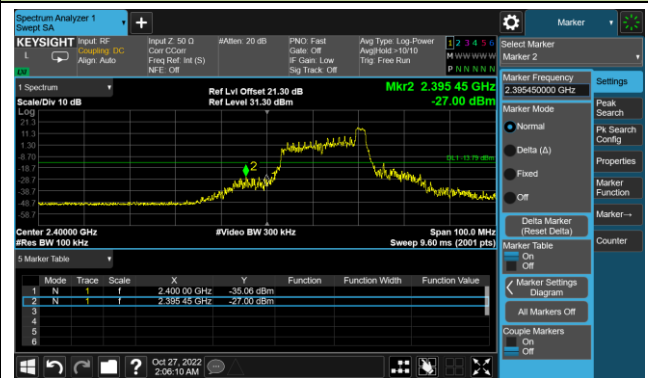 Spectrum Analyzer 1
Swept SA
Marker
KEYSIGHT
L
LXI
Input: RF
Coupling: DC
Align: Auto
Input Z: 50 Ω
Corr CCorr
Freq Ref: Int (S)
NFE: Off
#Atten: 20 dB
PNO: Fast
Gate: Off
IF Gain: Low
Sig Track: Off
Avg Type: Log-Power
Avg|Hold:>10/10
Trig: Free Run
1 2 3 4 5 6
M W W W W W
P N N N N N
Select Marker
Marker 2
1 Spectrum
Scale/Div 10 dB
Log
Ref Lvl Offset 21.30 dB
Ref Level 31.30 dBm
Mkr2 2.395 45 GHz
-27.00 dBm
21.3
11.3
1.30
-8.70
-18.7
-28.7
-38.7
-48.7
-58.7
2
DL1 -13.79 dBm
Center 2.40000 GHz
#Res BW 100 kHz
#Video BW 300 kHz
Span 100.0 MHz
Sweep 9.60 ms (2001 pts)
5 Marker Table
Mode Trace Scale X Y Function Function Width Function Value
1 N 1 f 2.400 00 GHz -35.06 dBm
2 N 1 f 2.395 45 GHz -27.00 dBm
3
4
5
6
Marker Frequency
2.395450000 GHz
Marker Mode
Normal
Delta (Δ)
Fixed
Off
Delta Marker
(Reset Delta)
Marker Table
On
Off
Marker Settings
Diagram
All Markers Off
Couple Markers
On
Off
Settings
Peak
Search
Pk Search
Config
Properties
Marker
Function
Marker→
Counter
?
Oct 27, 2022
2:06:10 AM